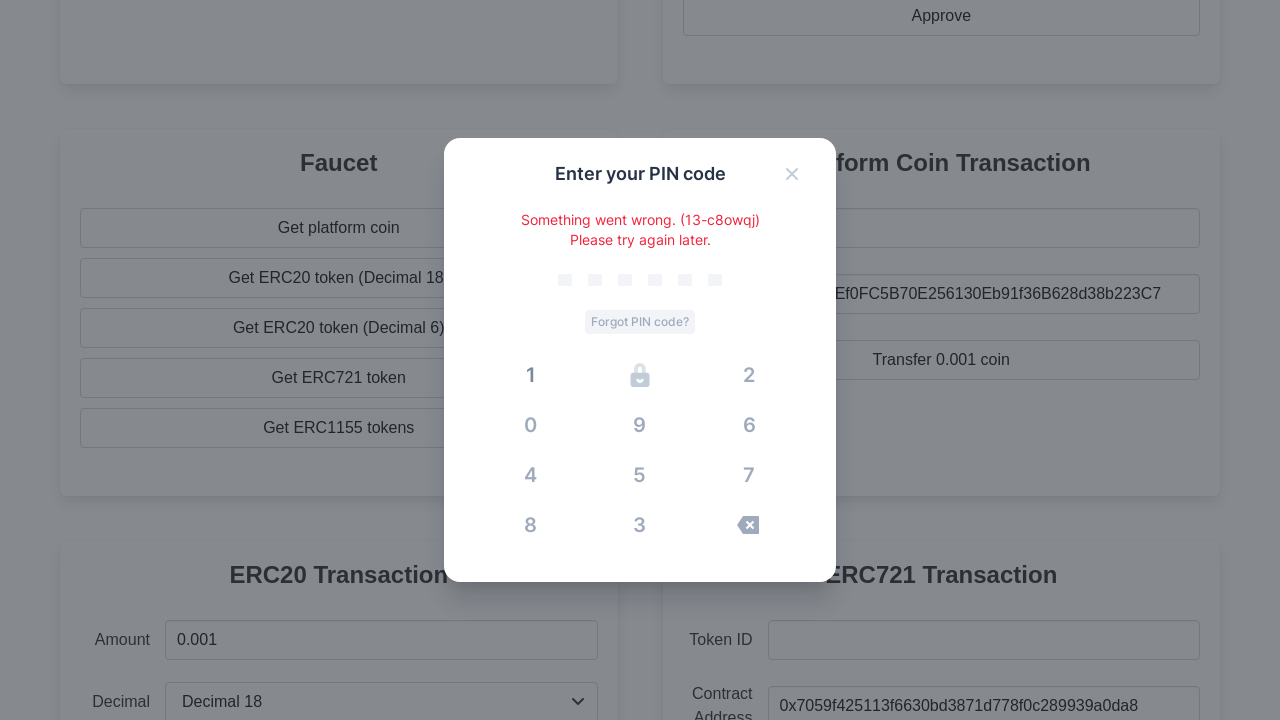 Approve
Faucet
Get platform coin
Get ERC20 token (Decimal 18
Get ERC20 token (Decimal 6)
Get ERC721 token
Get ERC1155 tokens
form Coin Transaction
Ef0FC5B70E256130Eb91f36B628d38b223C7
Transfer 0.001 coin
Enter your PIN code
Something went wrong. (13-c8owqj)
Please try again later.
Forgot PIN code?
1 2
0 9 6
4 5 7
8 3
ERC20 Transaction
Amount 0.001
Decimal Decimal 18
ERC721 Transaction
Token ID
Contract
Address
0x7059f425113f6630bd3871d778f0c289939a0da8